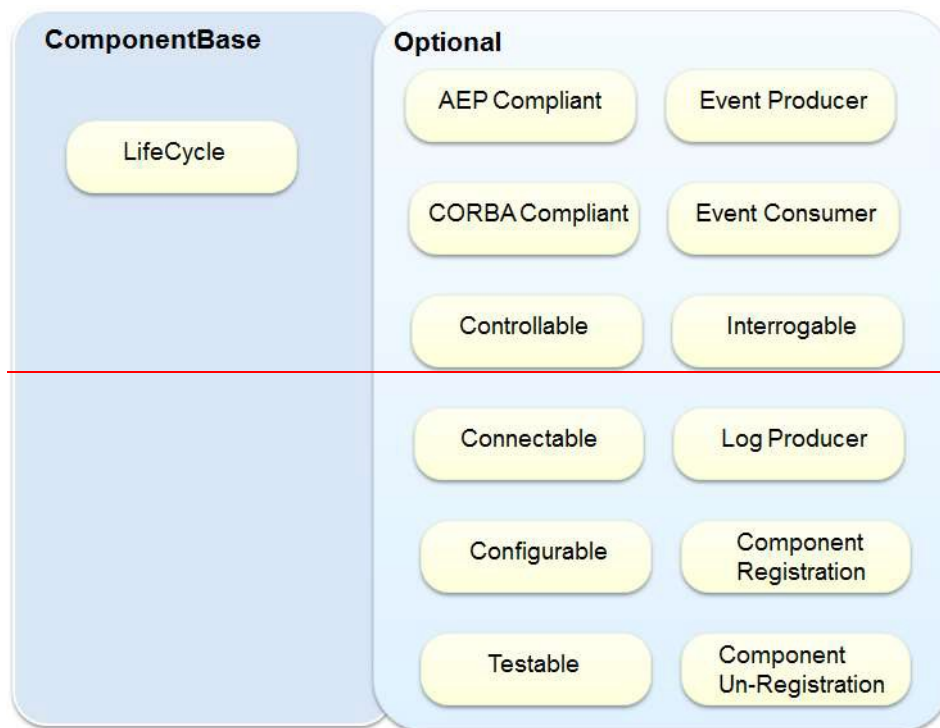 ComponentBase
LifeCycle
Optional
AEP Compliant
Event Producer
CORBA Compliant
Event Consumer
Controllable
Interrogable
Connectable
Log Producer
Configurable
Component
Registration
Testable
Component
Un-Registration